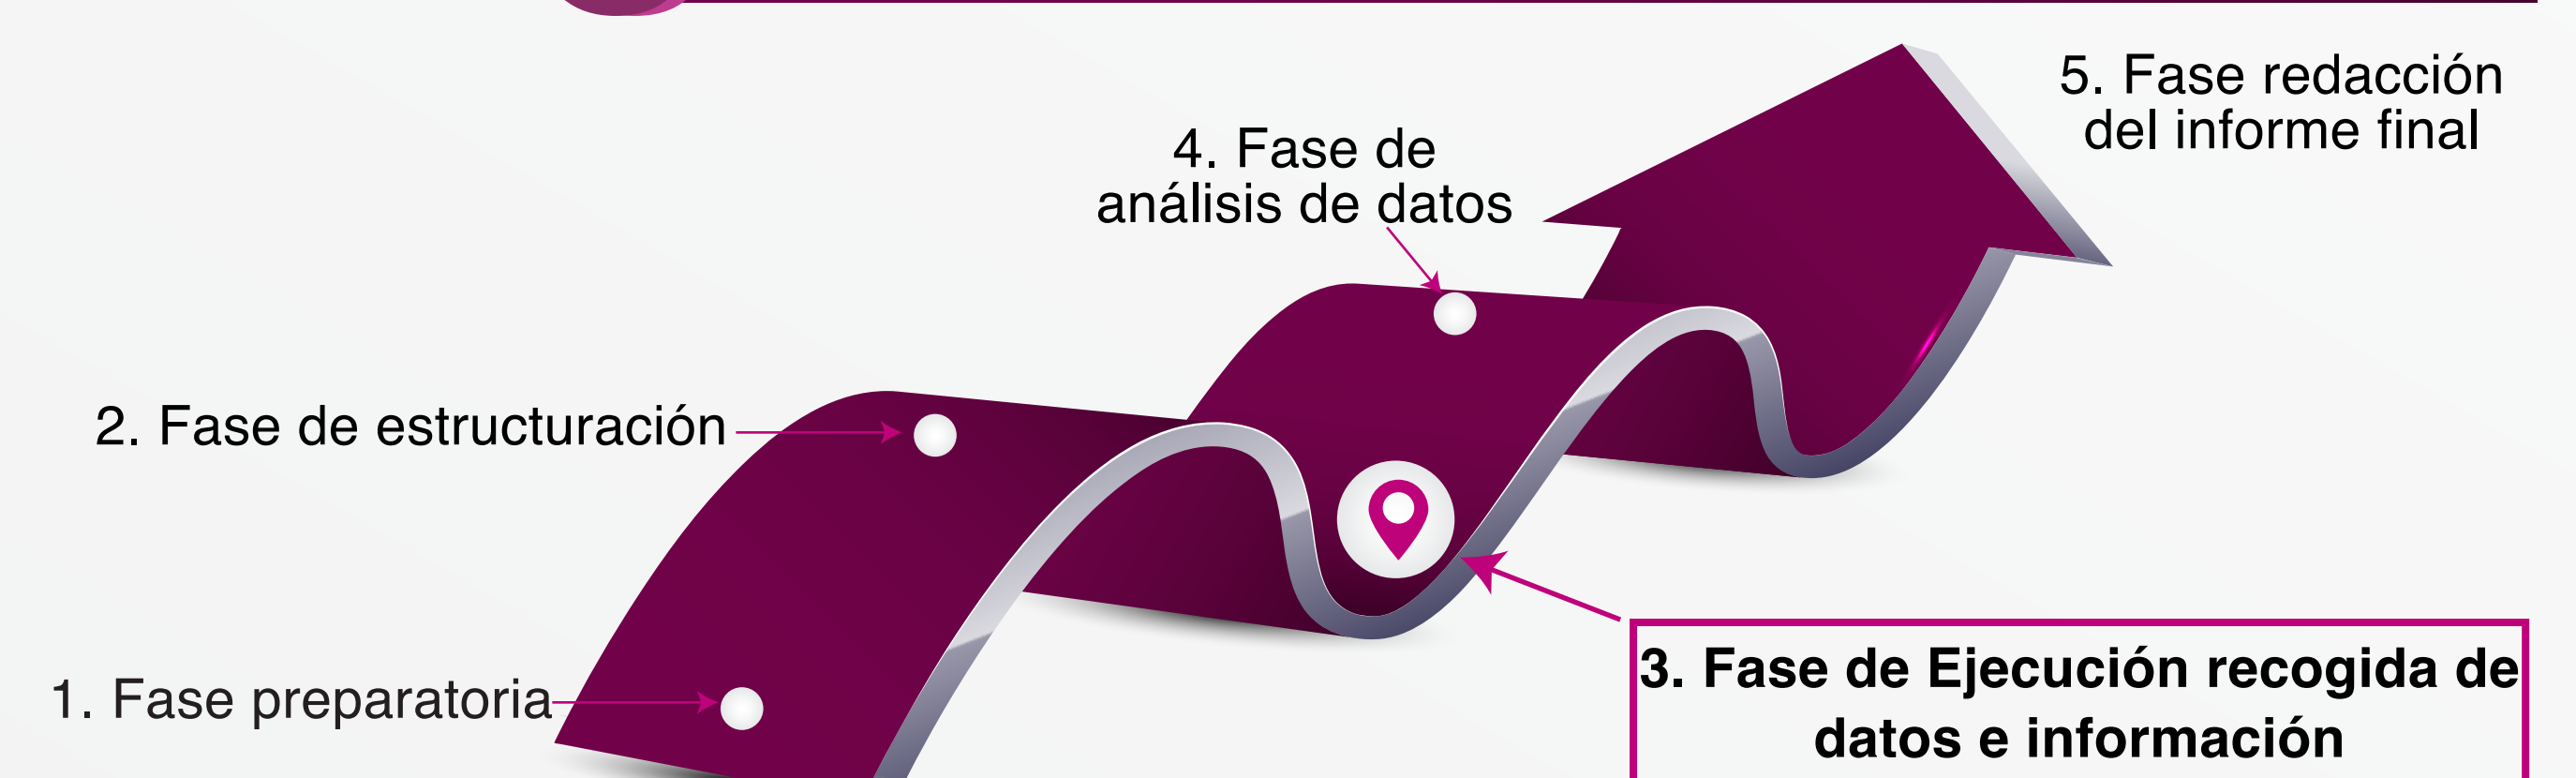 5. Fase redacción
del informe final
4. Fase de
análisis de datos
2. Fase de estructuración
1. Fase preparatoria
3. Fase de Ejecución recogida de
datos e información